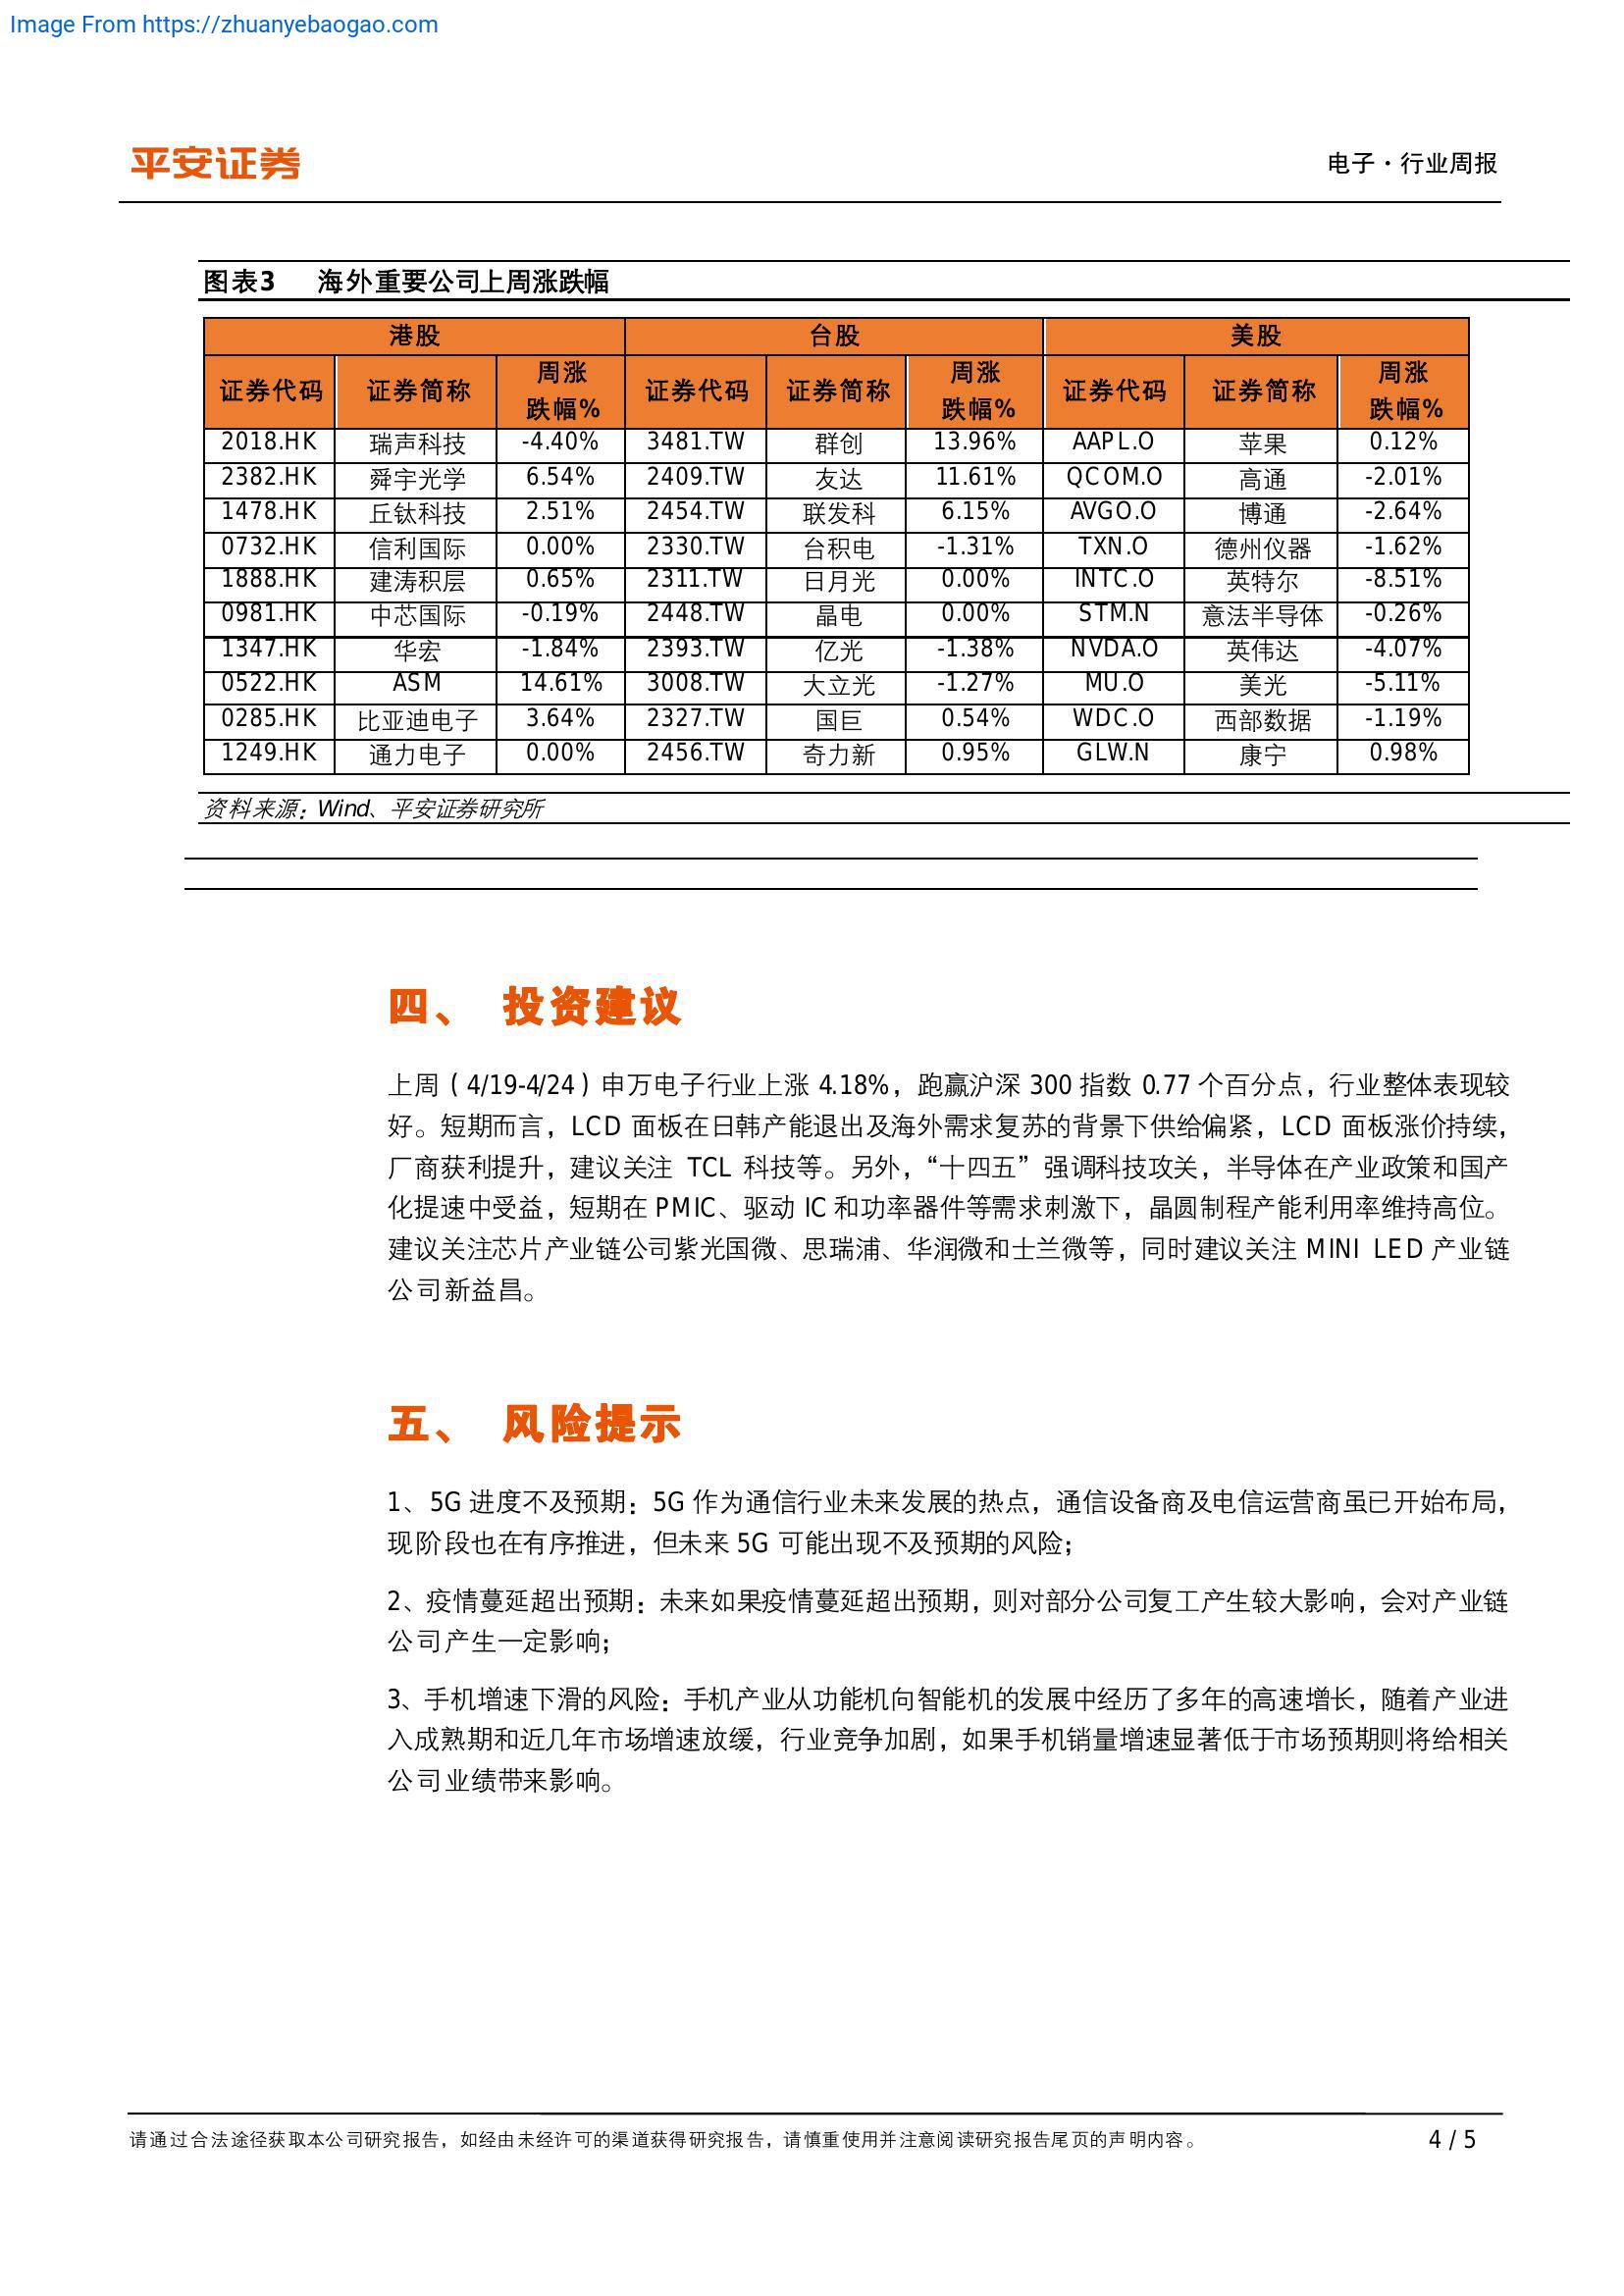 Image From https://zhuanyebaogao.com
平安证券
电子·行业周报
图表3 海外重要公司上周涨跌幅
港股 台股 美股
证券代码 证券简称 周涨跌幅% 证券代码 证券简称 周涨跌幅% 证券代码 证券简称 周涨跌幅%
2018.HK 瑞声科技 -4.40% 3481.TW 群创 13.96% AAPL.O 苹果 0.12%
2382.HK 舜宇光学 6.54% 2409.TW 友达 11.61% QCOM.O 高通 -2.01%
1478.HK 丘钛科技 2.51% 2454.TW 联发科 6.15% AVGO.O 博通 -2.64%
0732.HK 信利国际 0.00% 2330.TW 台积电 -1.31% TXN.O 德州仪器 -1.62%
1888.HK 建涛积层 0.65% 2311.TW 日月光 0.00% INTC.O 英特尔 -8.51%
0981.HK 中芯国际 -0.19% 2448.TW 晶电 0.00% STM.N 意法半导体 -0.26%
1347.HK 华宏 -1.84% 2393.TW 亿光 -1.38% NVDA.O 英伟达 -4.07%
0522.HK ASM 14.61% 3008.TW 大立光 -1.27% MU.O 美光 -5.11%
0285.HK 比亚迪电子 3.64% 2327.TW 国巨 0.54% WDC.O 西部数据 -1.19%
1249.HK 通力电子 0.00% 2456.TW 奇力新 0.95% GLW.N 康宁 0.98%
资料来源：Wind、平安证券研究所
四、 投资建议
上周（4/19-4/24）申万电子行业上涨 4.18%，跑赢沪深 300 指数 0.77 个百分点，行业整体表现较
好。短期而言，LCD 面板在日韩产能退出及海外需求复苏的背景下供给偏紧，LCD 面板涨价持续，
厂商获利提升，建议关注 TCL 科技等。另外，“十四五”强调科技攻关，半导体在产业政策和国产
化提速中受益，短期在 PMIC、驱动 IC 和功率器件等需求刺激下，晶圆制程产能利用率维持高位。
建议关注芯片产业链公司紫光国微、思瑞浦、华润微和士兰微等，同时建议关注 MINI LED 产业链
公司新益昌。
五、 风险提示
1、5G 进度不及预期：5G 作为通信行业未来发展的热点，通信设备商及电信运营商虽已开始布局，
现阶段也在有序推进，但未来 5G 可能出现不及预期的风险；
2、疫情蔓延超出预期：未来如果疫情蔓延超出预期，则对部分公司复工产生较大影响，会对产业链
公司产生一定影响；
3、手机增速下滑的风险：手机产业从功能机向智能机的发展中经历了多年的高速增长，随着产业进
入成熟期和近几年市场增速放缓，行业竞争加剧，如果手机销量增速显著低于市场预期则将给相关
公司业绩带来影响。
请通过合法途径获取本公司研究报告，如经由未经许可的渠道获得研究报告，请慎重使用并注意阅读研究报告尾页的声明内容。
4 / 5